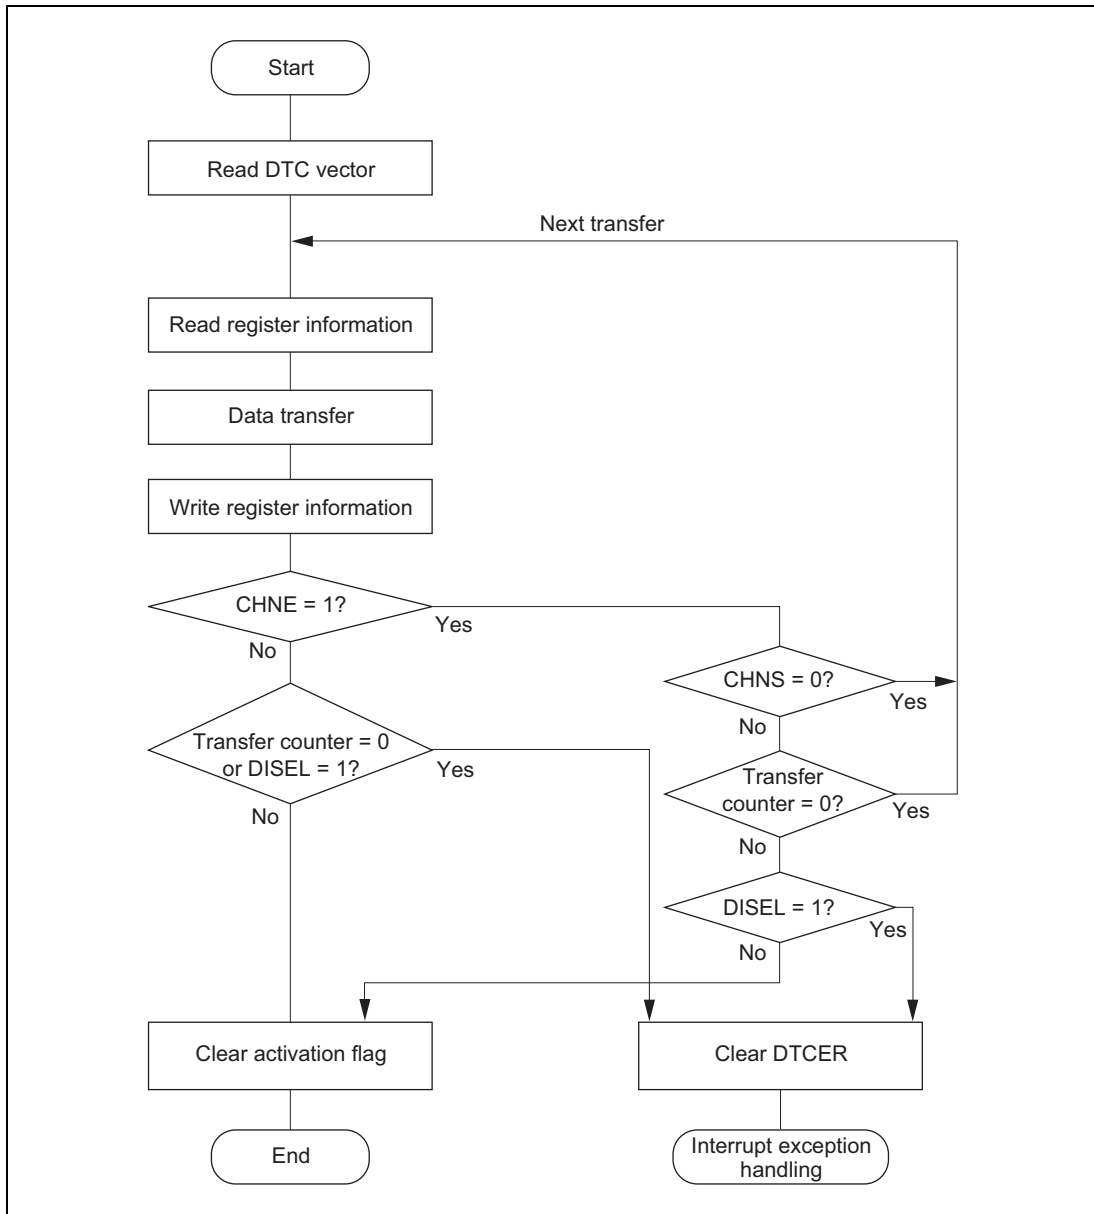 Start
Read DTC vector
Next transfer
Read register information
Data transfer
Write register information
CHNE = 1?
Yes
No
CHNS = 0?
Yes
No
Transfer counter = 0
or DISEL = 1?
Yes
No
Transfer
counter = 0?
Yes
No
DISEL = 1?
Yes
No
Clear activation flag
Clear DTCER
End
Interrupt exception
handling